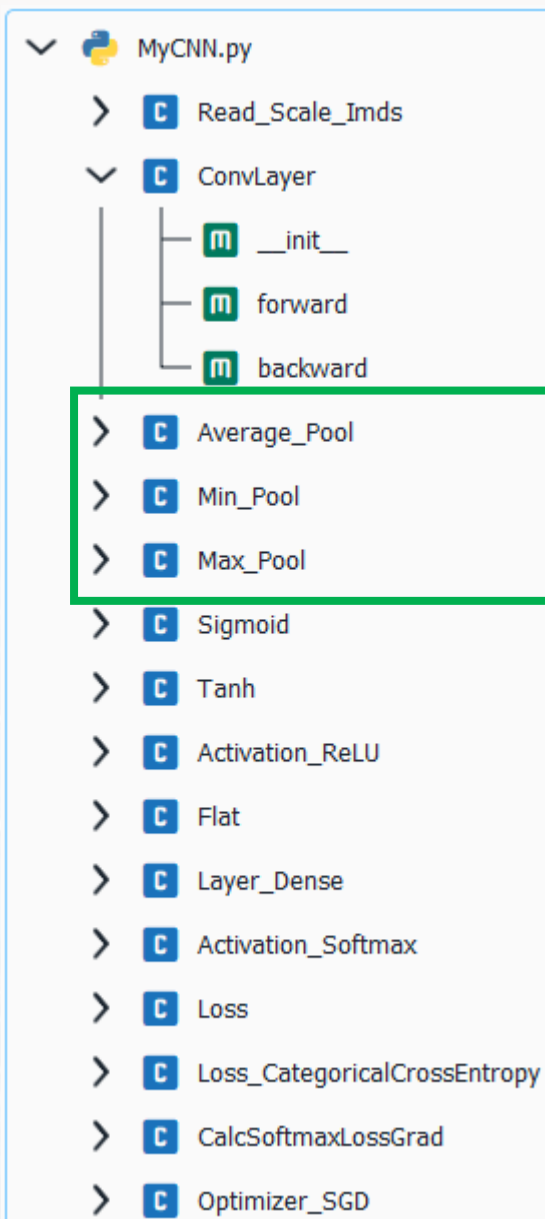 MyCNN.py
C Read_Scale_Imds
C ConvLayer
m __init__
m forward
m backward
C Average_Pool
C Min_Pool
C Max_Pool
C Sigmoid
C Tanh
C Activation_ReLU
C Flat
C Layer_Dense
C Activation_Softmax
C Loss
C Loss_CategoricalCrossEntropy
C CalcSoftmaxLossGrad
C Optimizer_SGD